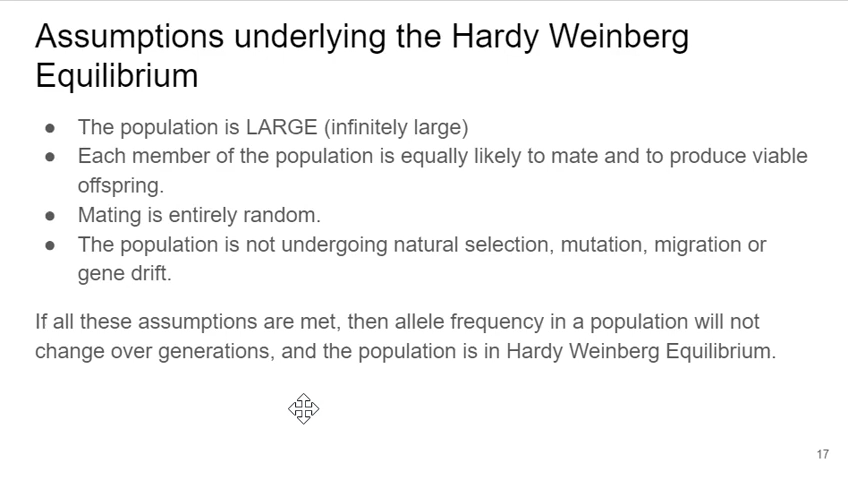 Assumptions underlying the Hardy Weinberg
Equilibrium
● The population is LARGE (infinitely large)
● Each member of the population is equally likely to mate and to produce viable
offspring.
● Mating is entirely random.
● The population is not undergoing natural selection, mutation, migration or
gene drift.
If all these assumptions are met, then allele frequency in a population will not
change over generations, and the population is in Hardy Weinberg Equilibrium.
17